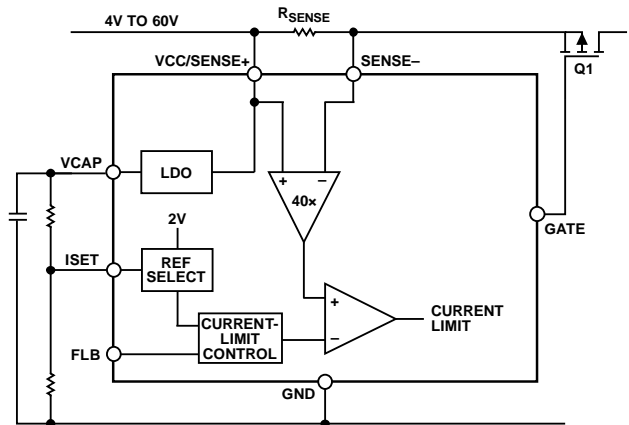 4V TO 60V
RSENSE
VCC/SENSE+
SENSE–
Q1
VCAP
LDO
+
–
40×
GATE
2V
ISET
REF
SELECT
+
–
CURRENT
LIMIT
CURRENT-
LIMIT
CONTROL
FLB
GND